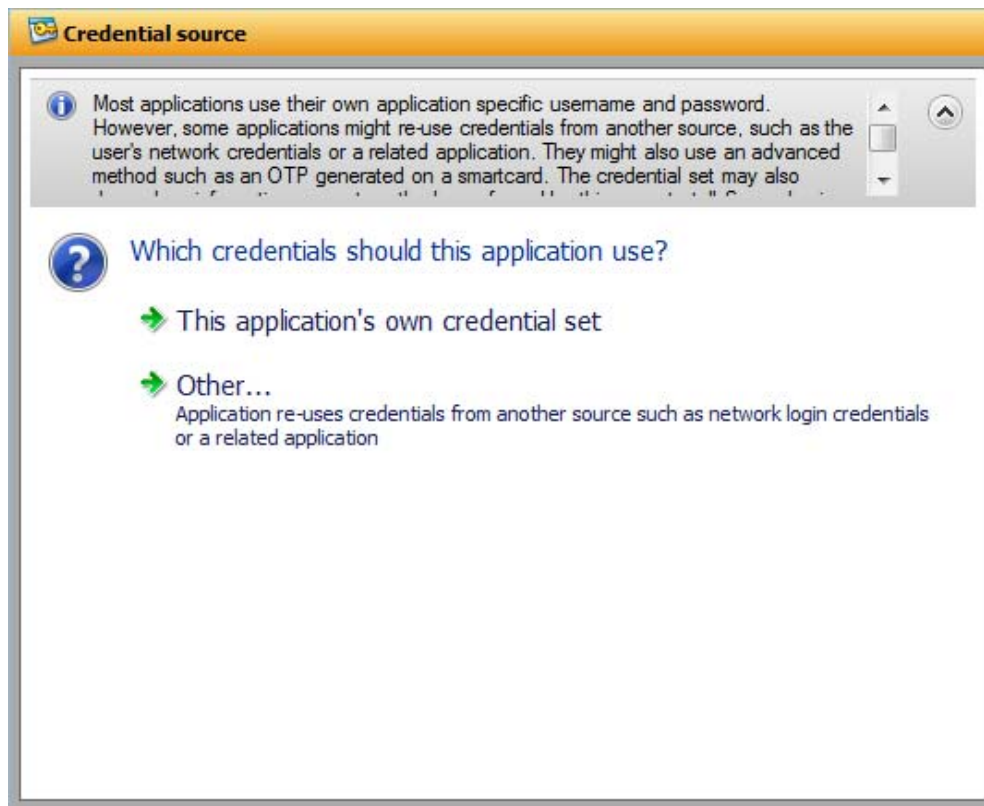 Credential source
Most applications use their own application specific username and password.
However, some applications might re-use credentials from another source, such as the
user's network credentials or a related application. They might also use an advanced
method such as an OTP generated on a smartcard. The credential set may also
Which credentials should this application use?
This application's own credential set
Other...
Application re-uses credentials from another source such as network login credentials
or a related application